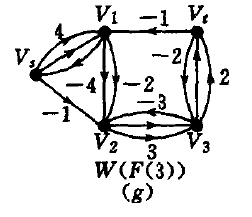 V₁ -1 Vₜ
4
Vₛ
-4 -2 -2 2
-1 -3
V₂ 3 V₃
W(F(3))
(g)